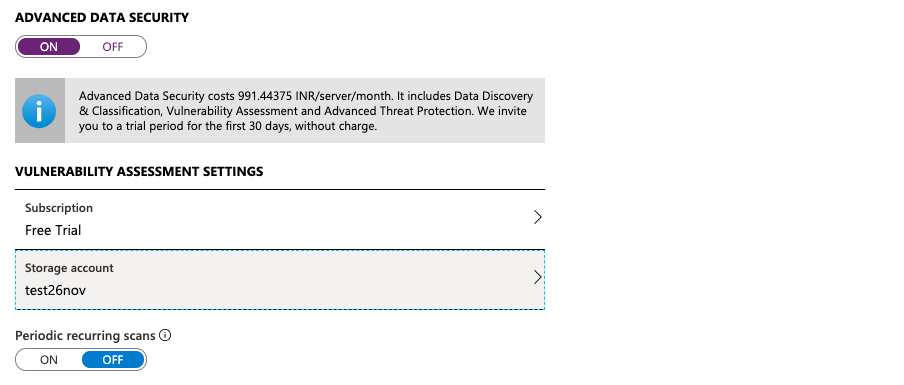 ADVANCED DATA SECURITY
ON OFF
Advanced Data Security costs 991.44375 INR/server/month. It includes Data Discovery
& Classification, Vulnerability Assessment and Advanced Threat Protection. We invite
you to a trial period for the first 30 days, without charge.
VULNERABILITY ASSESSMENT SETTINGS
Subscription
Free Trial
Storage account
test26nov
Periodic recurring scans
ON OFF